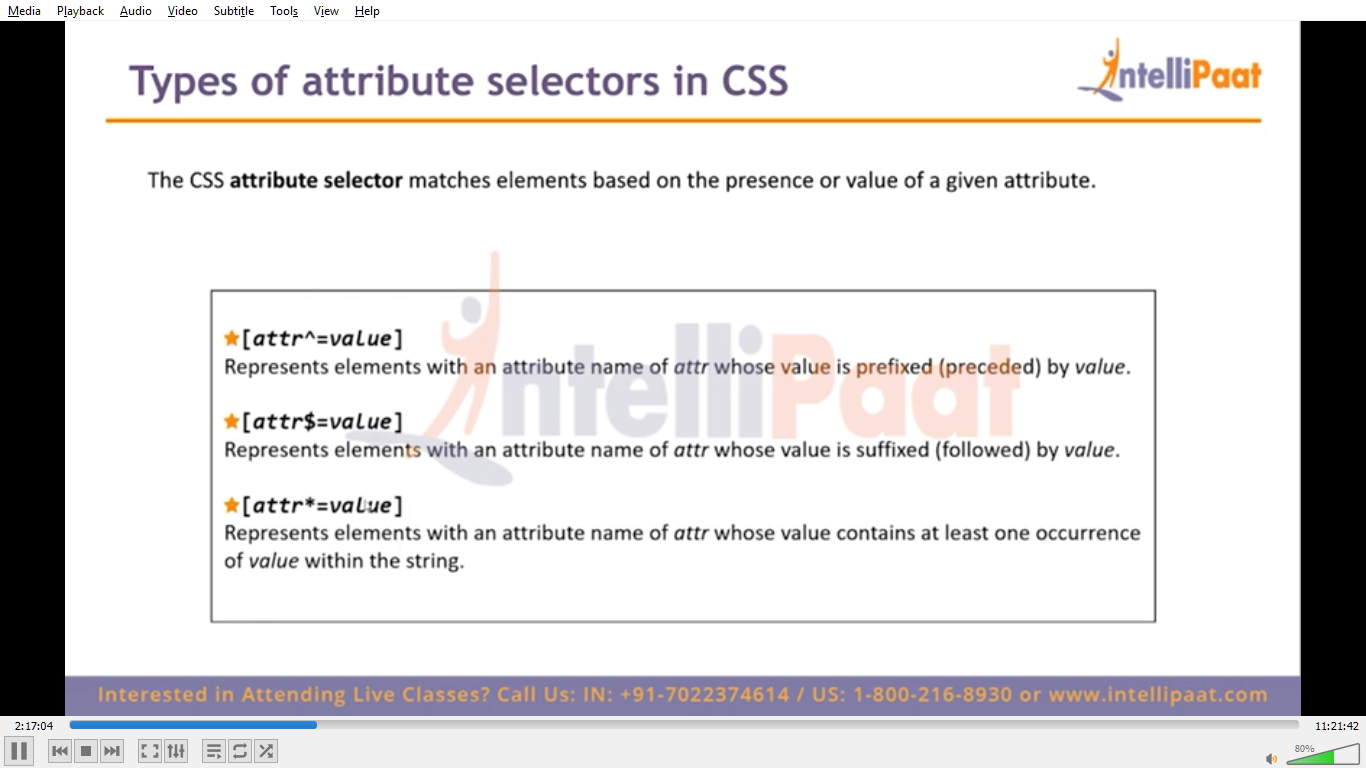 Media Playback Audio Video Subtitle Tools View Help
Types of attribute selectors in CSS
IntelliPaat
The CSS attribute selector matches elements based on the presence or value of a given attribute.
IntelliPaat
★[attr^=value]
Represents elements with an attribute name of attr whose value is prefixed (preceded) by value.
★[attr$=value]
Represents elements with an attribute name of attr whose value is suffixed (followed) by value.
★[attr*=value]
Represents elements with an attribute name of attr whose value contains at least one occurrence
of value within the string.
Interested in Attending Live Classes? Call Us: IN: +91-7022374614 / US: 1-800-216-8930 or www.intellipaat.com
2:17:04 11:21:42
80%